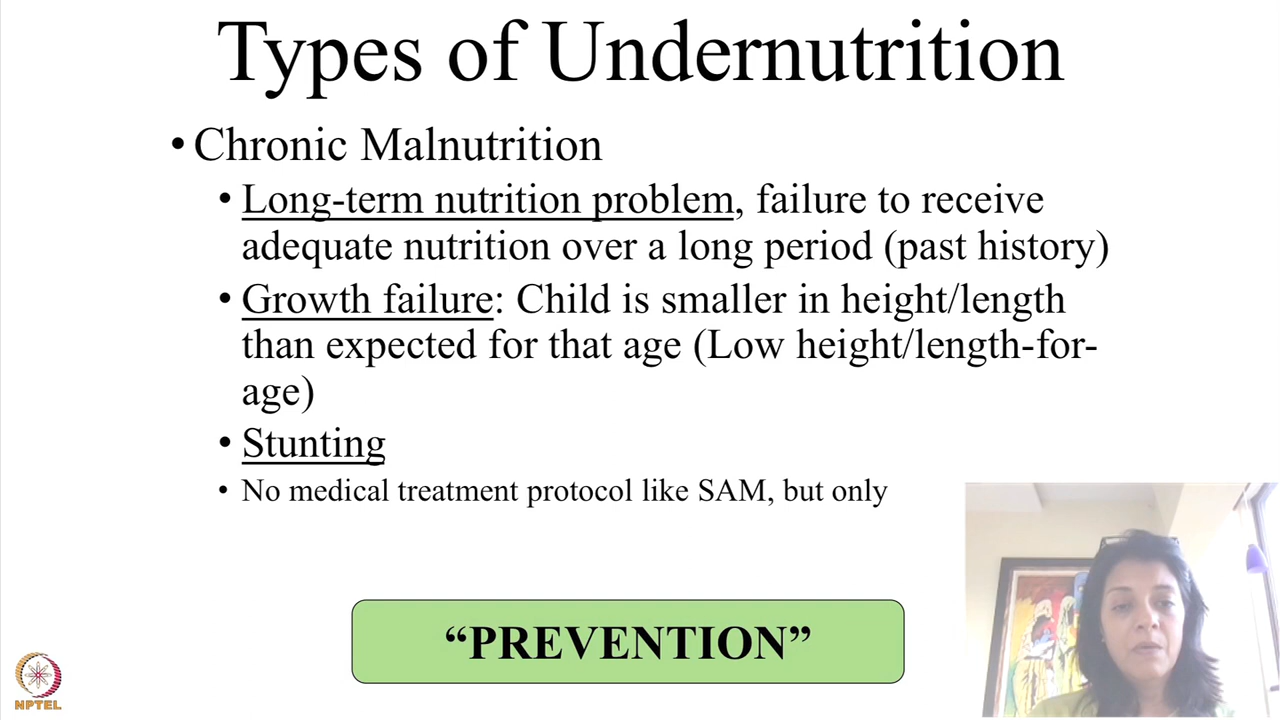 Types of Undernutrition
• Chronic Malnutrition
• Long-term nutrition problem, failure to receive
adequate nutrition over a long period (past history)
• Growth failure: Child is smaller in height/length
than expected for that age (Low height/length-for-
age)
• Stunting
• No medical treatment protocol like SAM, but only
“PREVENTION”
NPTEL